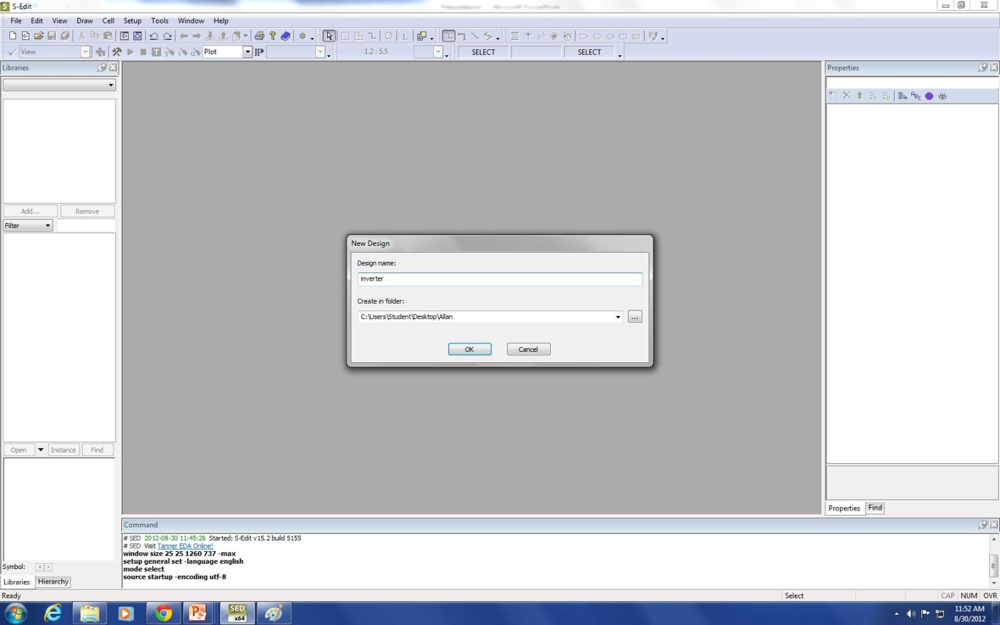 S-Edit
File Edit View Draw Cell Setup Tools Window Help
View Plot 1.2 : 5.5 SELECT SELECT
Libraries
Add... Remove
Filter
Open Instance Find
Symbol:
Libraries Hierarchy
New Design
Design name:
inverter
Create in folder:
C:\Users\Student\Desktop\Allan
...
OK Cancel
Properties
ABC
Properties Find
Command
# SED 2012-08-30 11:45:26 Started: S-Edit v15.2 build 5155
# SED Visit Tanner EDA Online!
window size 25 25 1260 737 -max
setup general set -language english
mode select
source startup -encoding utf-8
Ready Select CAP NUM OVR
SED
x64
11:52 AM
8/30/2012